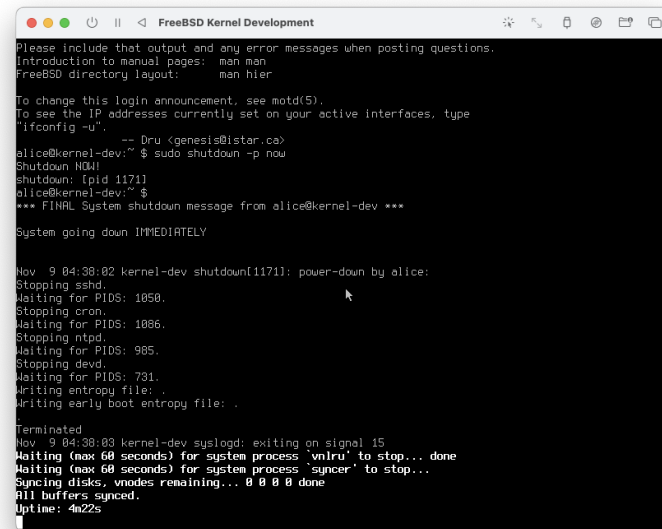 FreeBSD Kernel Development
Please include that output and any error messages when posting questions.
Introduction to manual pages:  man man
FreeBSD directory layout:      man hier
To change this login announcement, see motd(5).
To see the IP addresses currently set on your active interfaces, type
"ifconfig -u".
                -- Dru <genesis@istar.ca>
alice@kernel-dev:~ $ sudo shutdown -p now
Shutdown NOW!
shutdown: [pid 1171]
alice@kernel-dev:~ $
*** FINAL System shutdown message from alice@kernel-dev ***
System going down IMMEDIATELY
Nov  9 04:38:02 kernel-dev shutdown[1171]: power-down by alice:
Stopping sshd.
Waiting for PIDS: 1050.
Stopping cron.
Waiting for PIDS: 1086.
Stopping ntpd.
Waiting for PIDS: 985.
Stopping devd.
Waiting for PIDS: 731.
Writing entropy file: .
Writing early boot entropy file: .
.
Terminated
Nov  9 04:38:03 kernel-dev syslogd: exiting on signal 15
Waiting (max 60 seconds) for system process `vnlru' to stop... done
Waiting (max 60 seconds) for system process `syncer' to stop...
Syncing disks, vnodes remaining... 0 0 0 0 done
All buffers synced.
Uptime: 4m22s